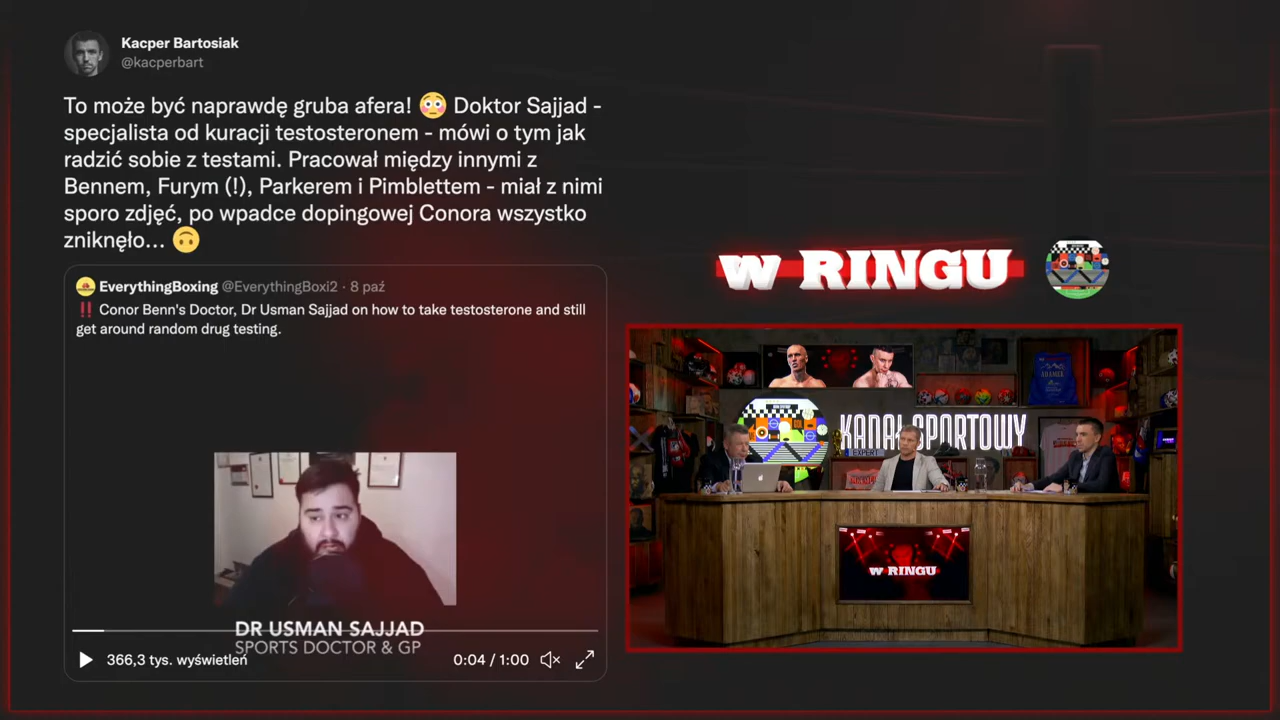 Kacper Bartosiak
@kacperbart
To może być naprawdę gruba afera! 😳 Doktor Sajjad -
specjalista od kuracji testosteronem - mówi o tym jak
radzić sobie z testami. Pracował między innymi z
Bennem, Furym (!), Parkerem i Pimblettem - miał z nimi
sporo zdjęć, po wpadce dopingowej Conora wszystko
zniknęło... 🙃
EverythingBoxing @EverythingBoxi2 · 8 paź
‼️ Conor Benn's Doctor, Dr Usman Sajjad on how to take testosterone and still
get around random drug testing.
DR USMAN SAJJAD
SPORTS DOCTOR & GP
366,3 tys. wyświetleń
0:04 / 1:00
W RINGU
KANAŁ SPORTOWY
EXPERT
ADAMEK
W RINGU